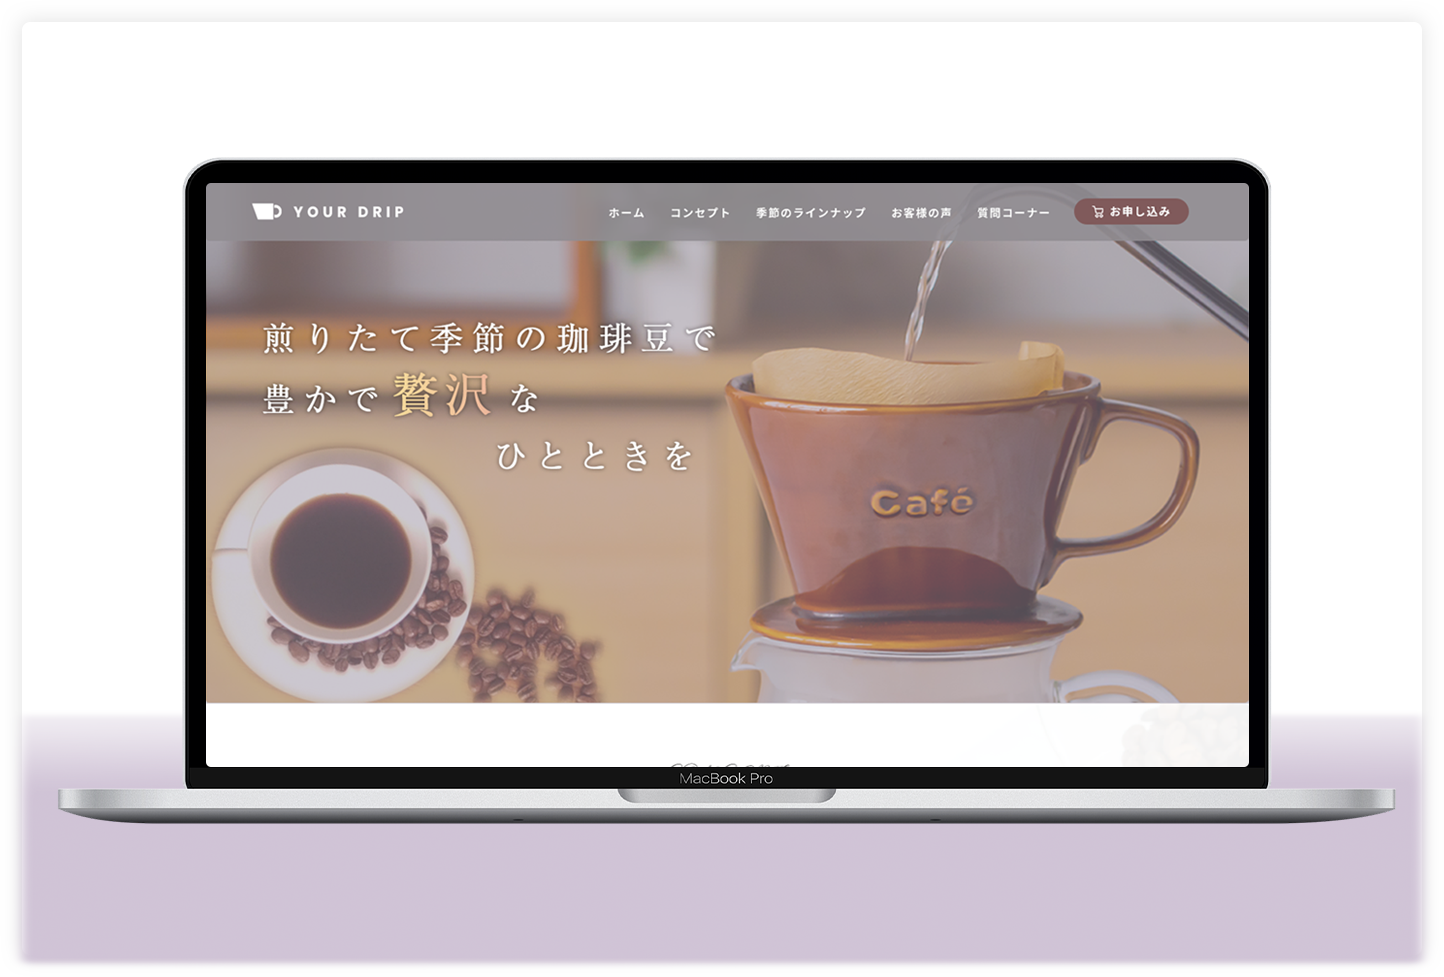 YOUR DRIP
ホーム
コンセプト
季節のラインナップ
お客様の声
質問コーナー
お申し込み
煎りたて季節の珈琲豆で
豊かで贅沢な
ひとときを
Café
MacBook Pro